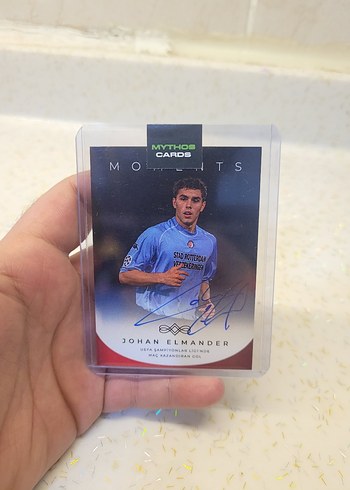 MYTHOS
CARDS
MOMENTS
STAD ROTTERDAM
VERZEKERINGEN
JOHAN ELMANDER
UEFA ŞAMPİYONLAR LİGİ'NDE
MAÇ KAZANDIRAN GOL